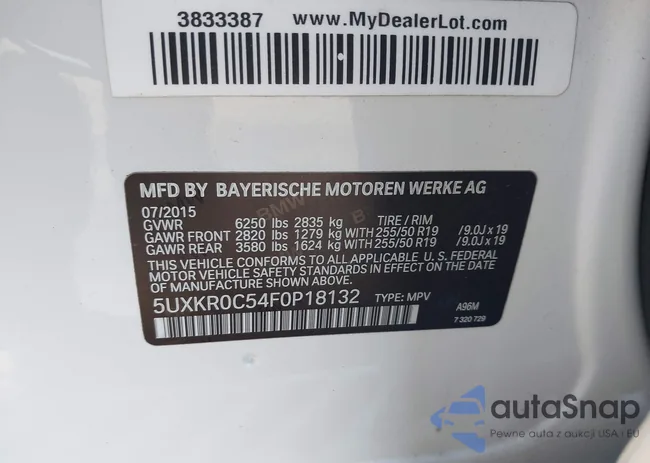 3833387 www.MyDealerLot.com
MFD BY BAYERISCHE MOTOREN WERKE AG
07/2015
GVWR 6250 lbs 2835 kg TIRE / RIM
GAWR FRONT 2820 lbs 1279 kg WITH 255/50 R19 /9.0J x 19
GAWR REAR 3580 lbs 1624 kg WITH 255/50 R19 /9.0J x 19
THIS VEHICLE CONFORMS TO ALL APPLICABLE U.S. FEDERAL
MOTOR VEHICLE SAFETY STANDARDS IN EFFECT ON THE DATE OF
MANUFACTURE SHOWN ABOVE.
5UXKR0C54F0P18132 TYPE: MPV A96M
7 320 729
autoSnap
Pewne auta z aukcji USA i EU